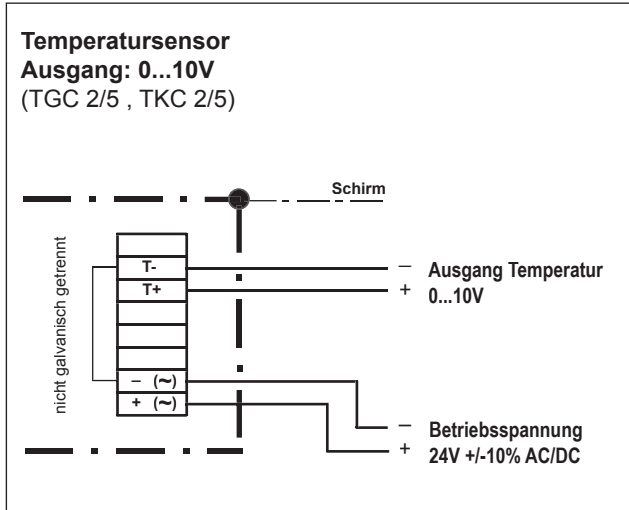 Temperatursensor
Ausgang: 0...10V
(TGC 2/5 , TKC 2/5)
Schirm
nicht galvanisch getrennt
T-
T+
– (~)
+ (~)
– Ausgang Temperatur
+ 0...10V
– Betriebsspannung
+ 24V +/-10% AC/DC